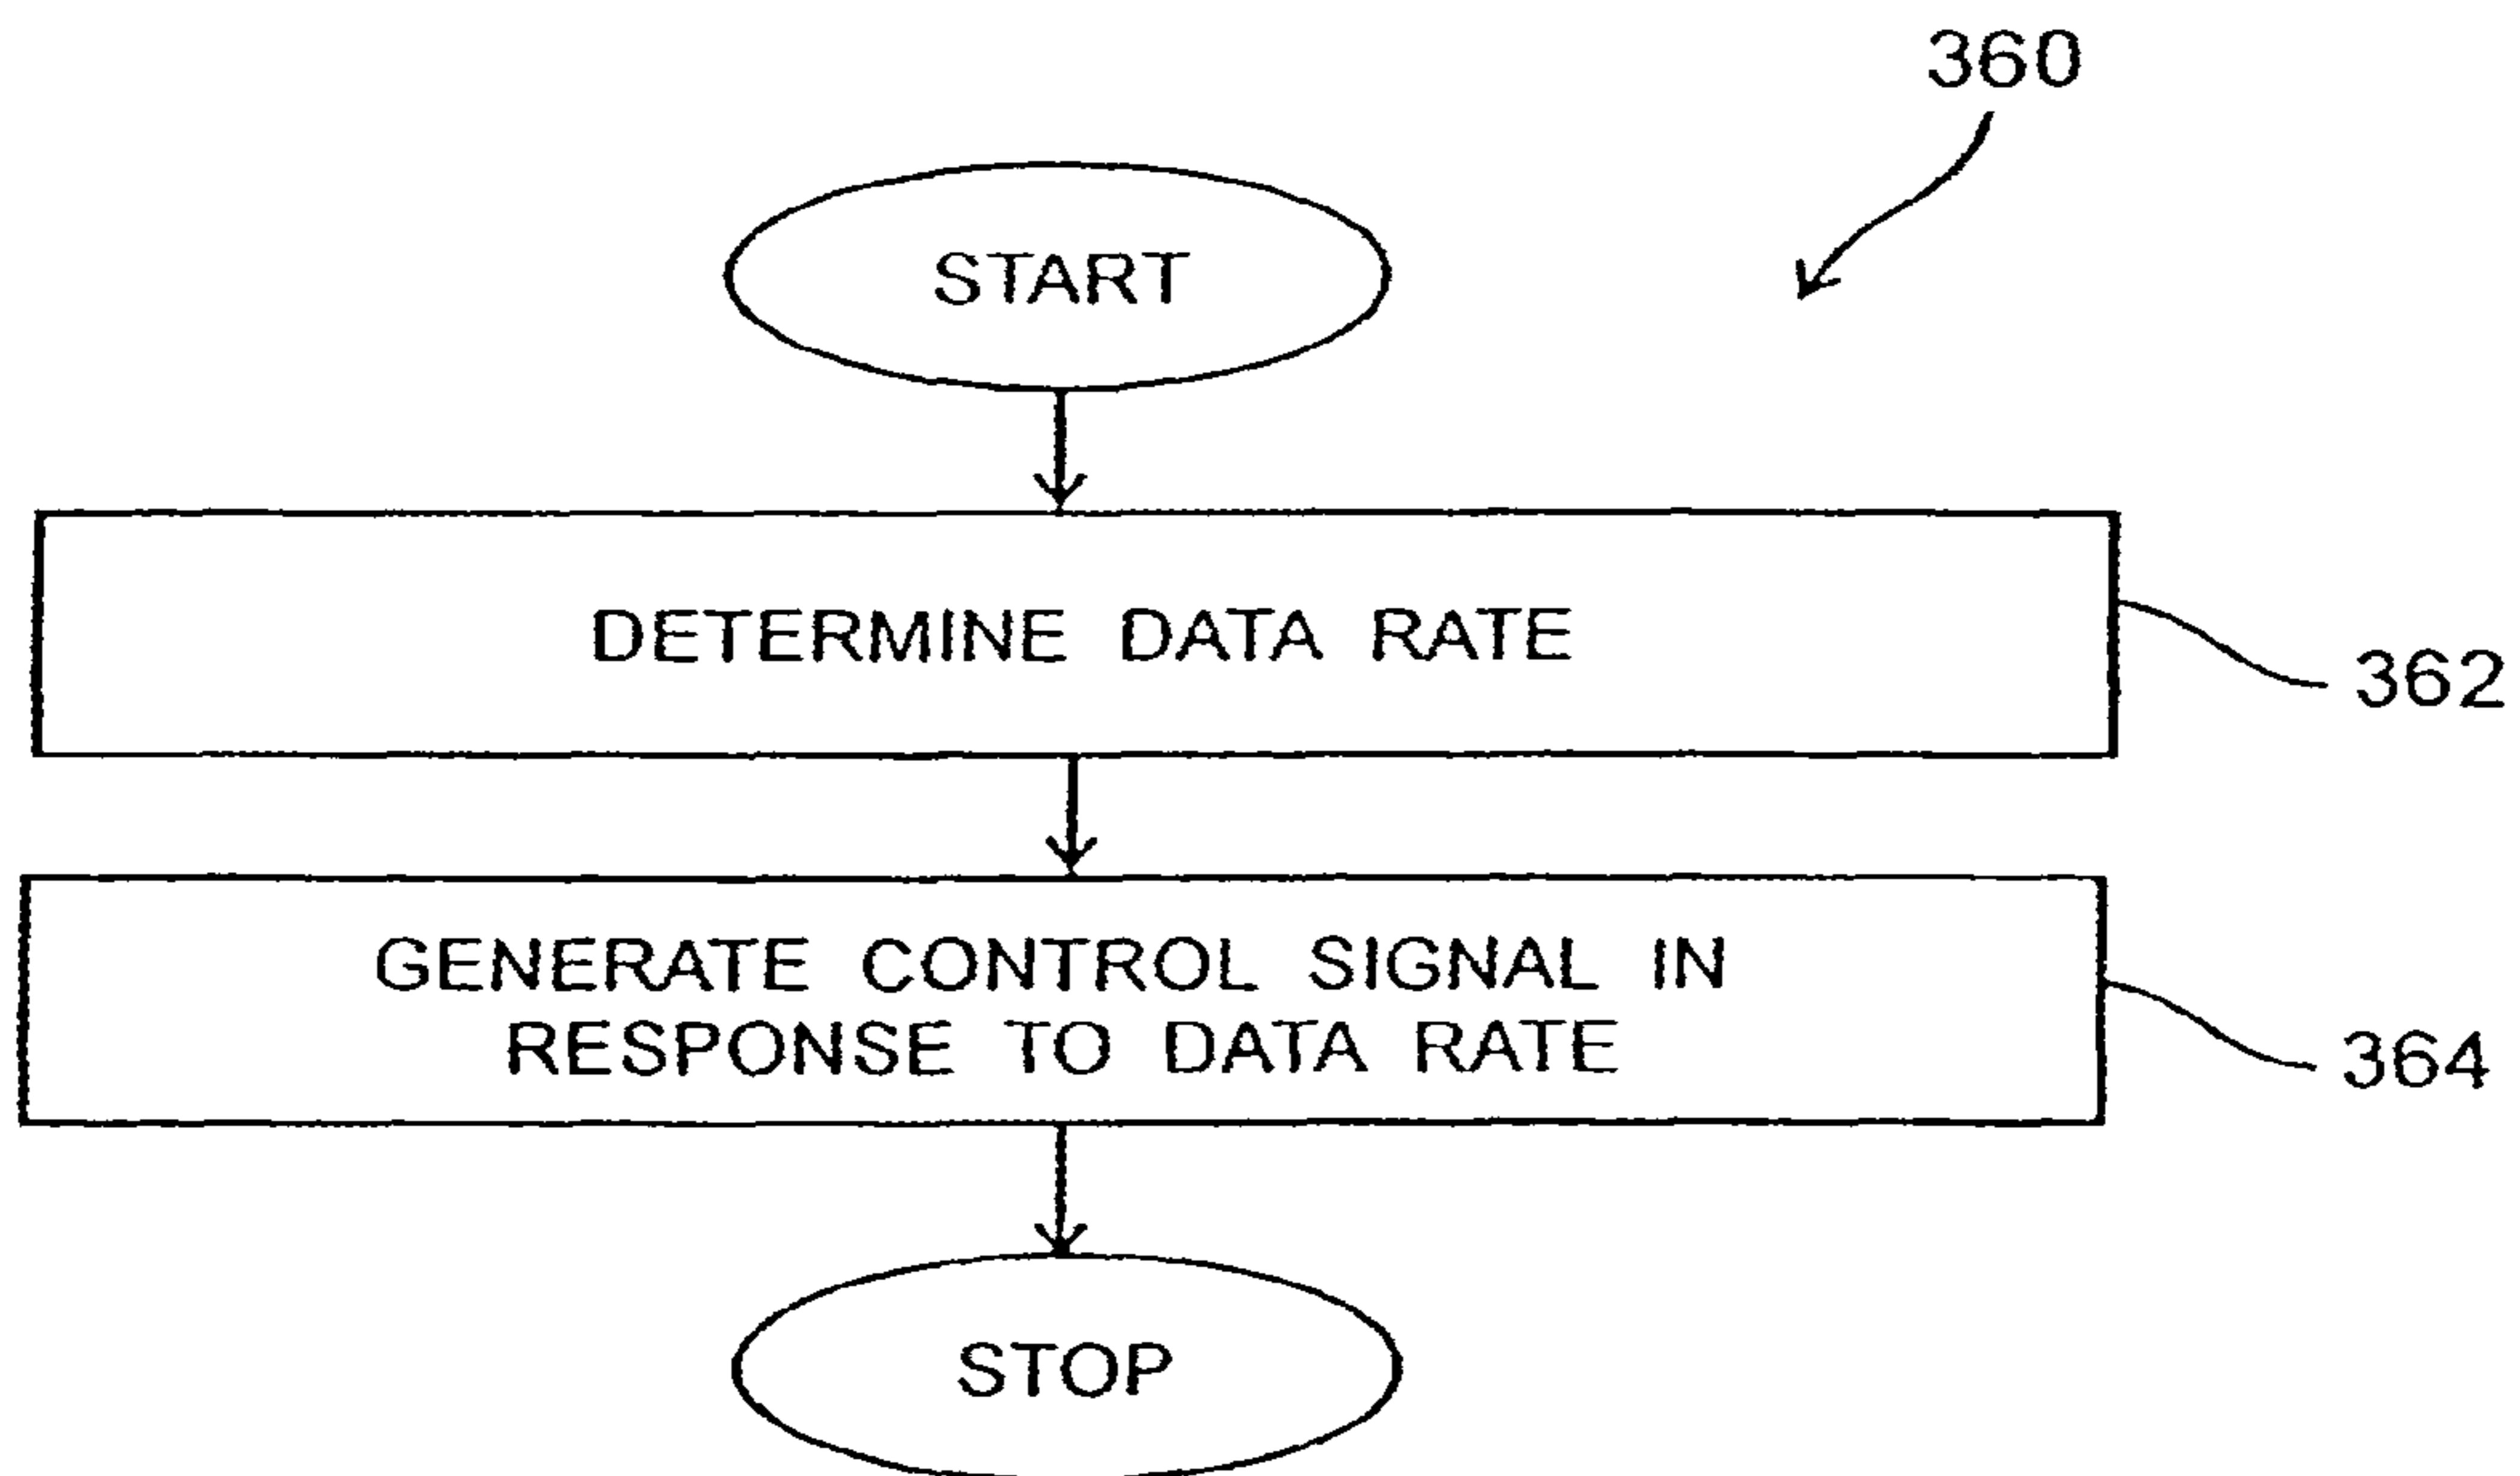 360
START
DETERMINE DATA RATE
362
GENERATE CONTROL SIGNAL IN
RESPONSE TO DATA RATE
364
STOP